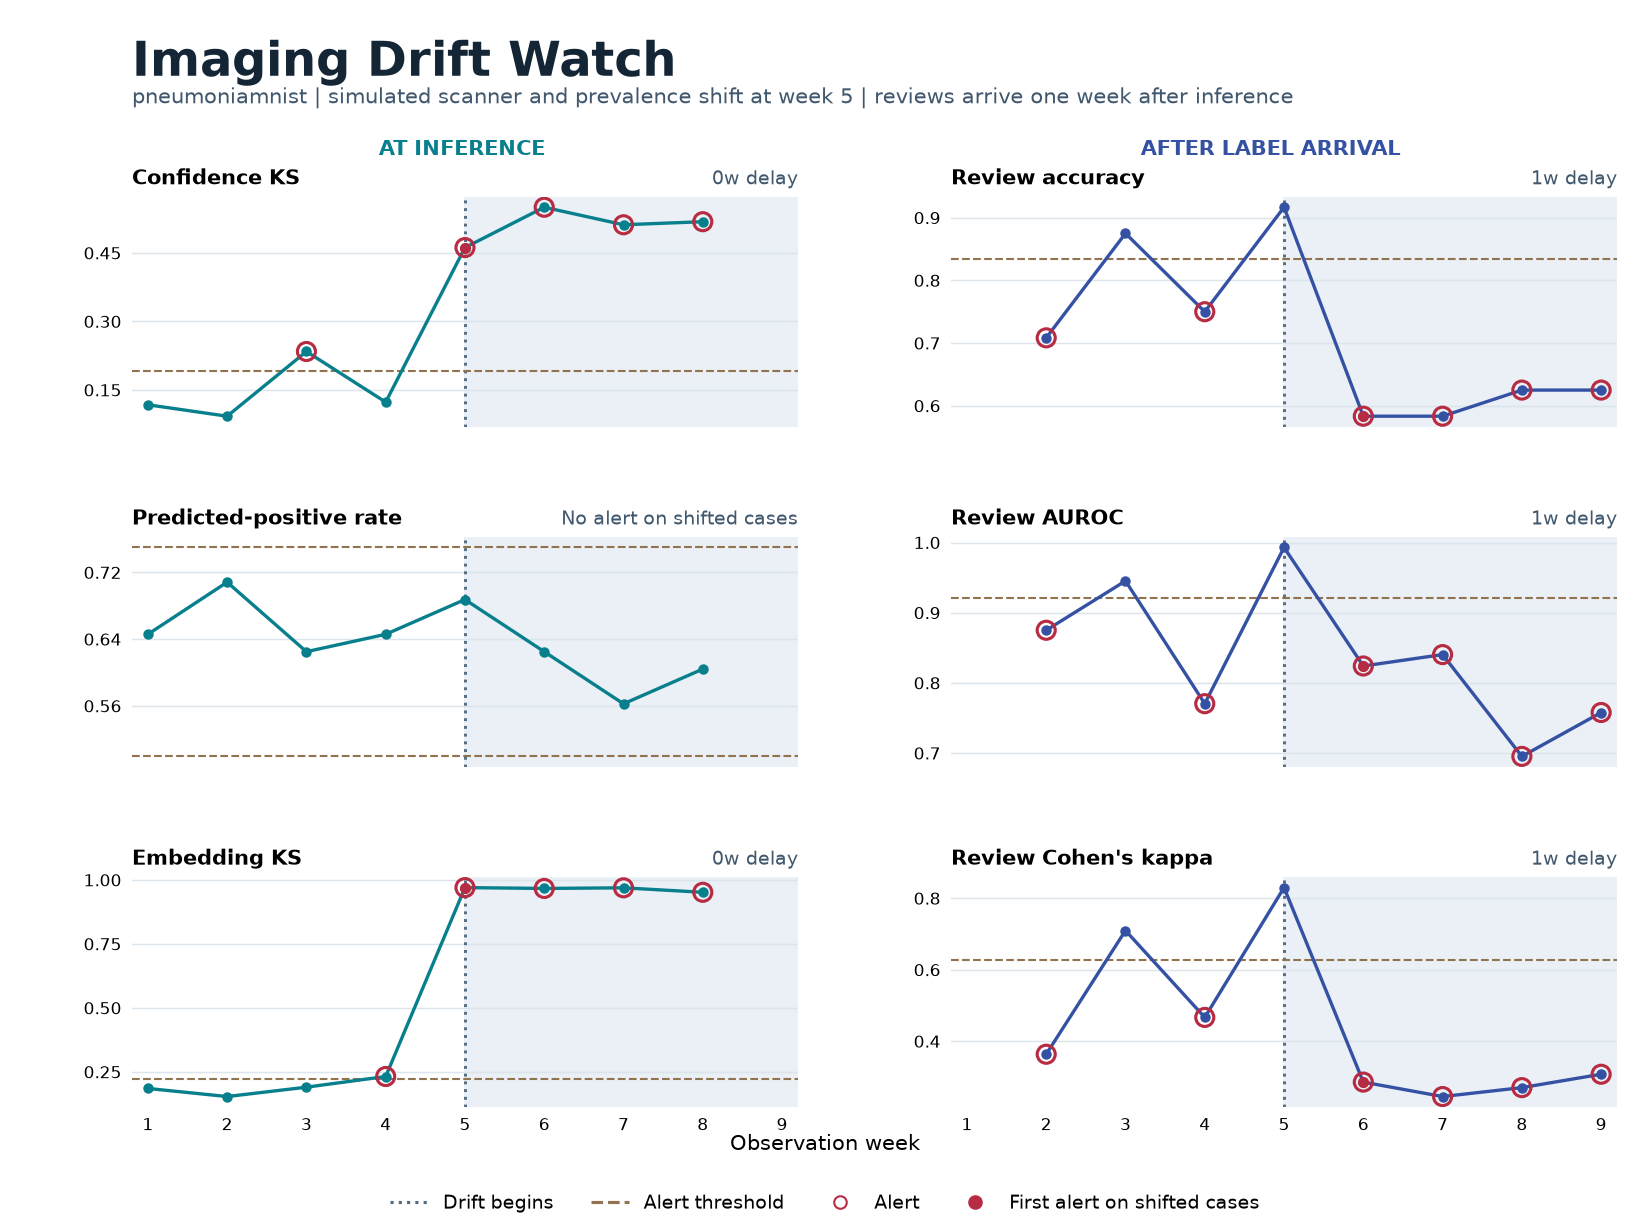 Imaging Drift Watch
pneumoniamnist | simulated scanner and prevalence shift at week 5 | reviews arrive one week after inference
AT INFERENCE
Confidence KS
0w delay
0.45
0.30
0.15
Predicted-positive rate
No alert on shifted cases
0.72
0.64
0.56
Embedding KS
0w delay
1.00
0.75
0.50
0.25
1 2 3 4 5 6 7 8 9
AFTER LABEL ARRIVAL
Review accuracy
1w delay
0.9
0.8
0.7
0.6
Review AUROC
1w delay
1.0
0.9
0.8
0.7
Review Cohen's kappa
1w delay
0.8
0.6
0.4
1 2 3 4 5 6 7 8 9
Observation week
Drift begins
Alert threshold
Alert
First alert on shifted cases